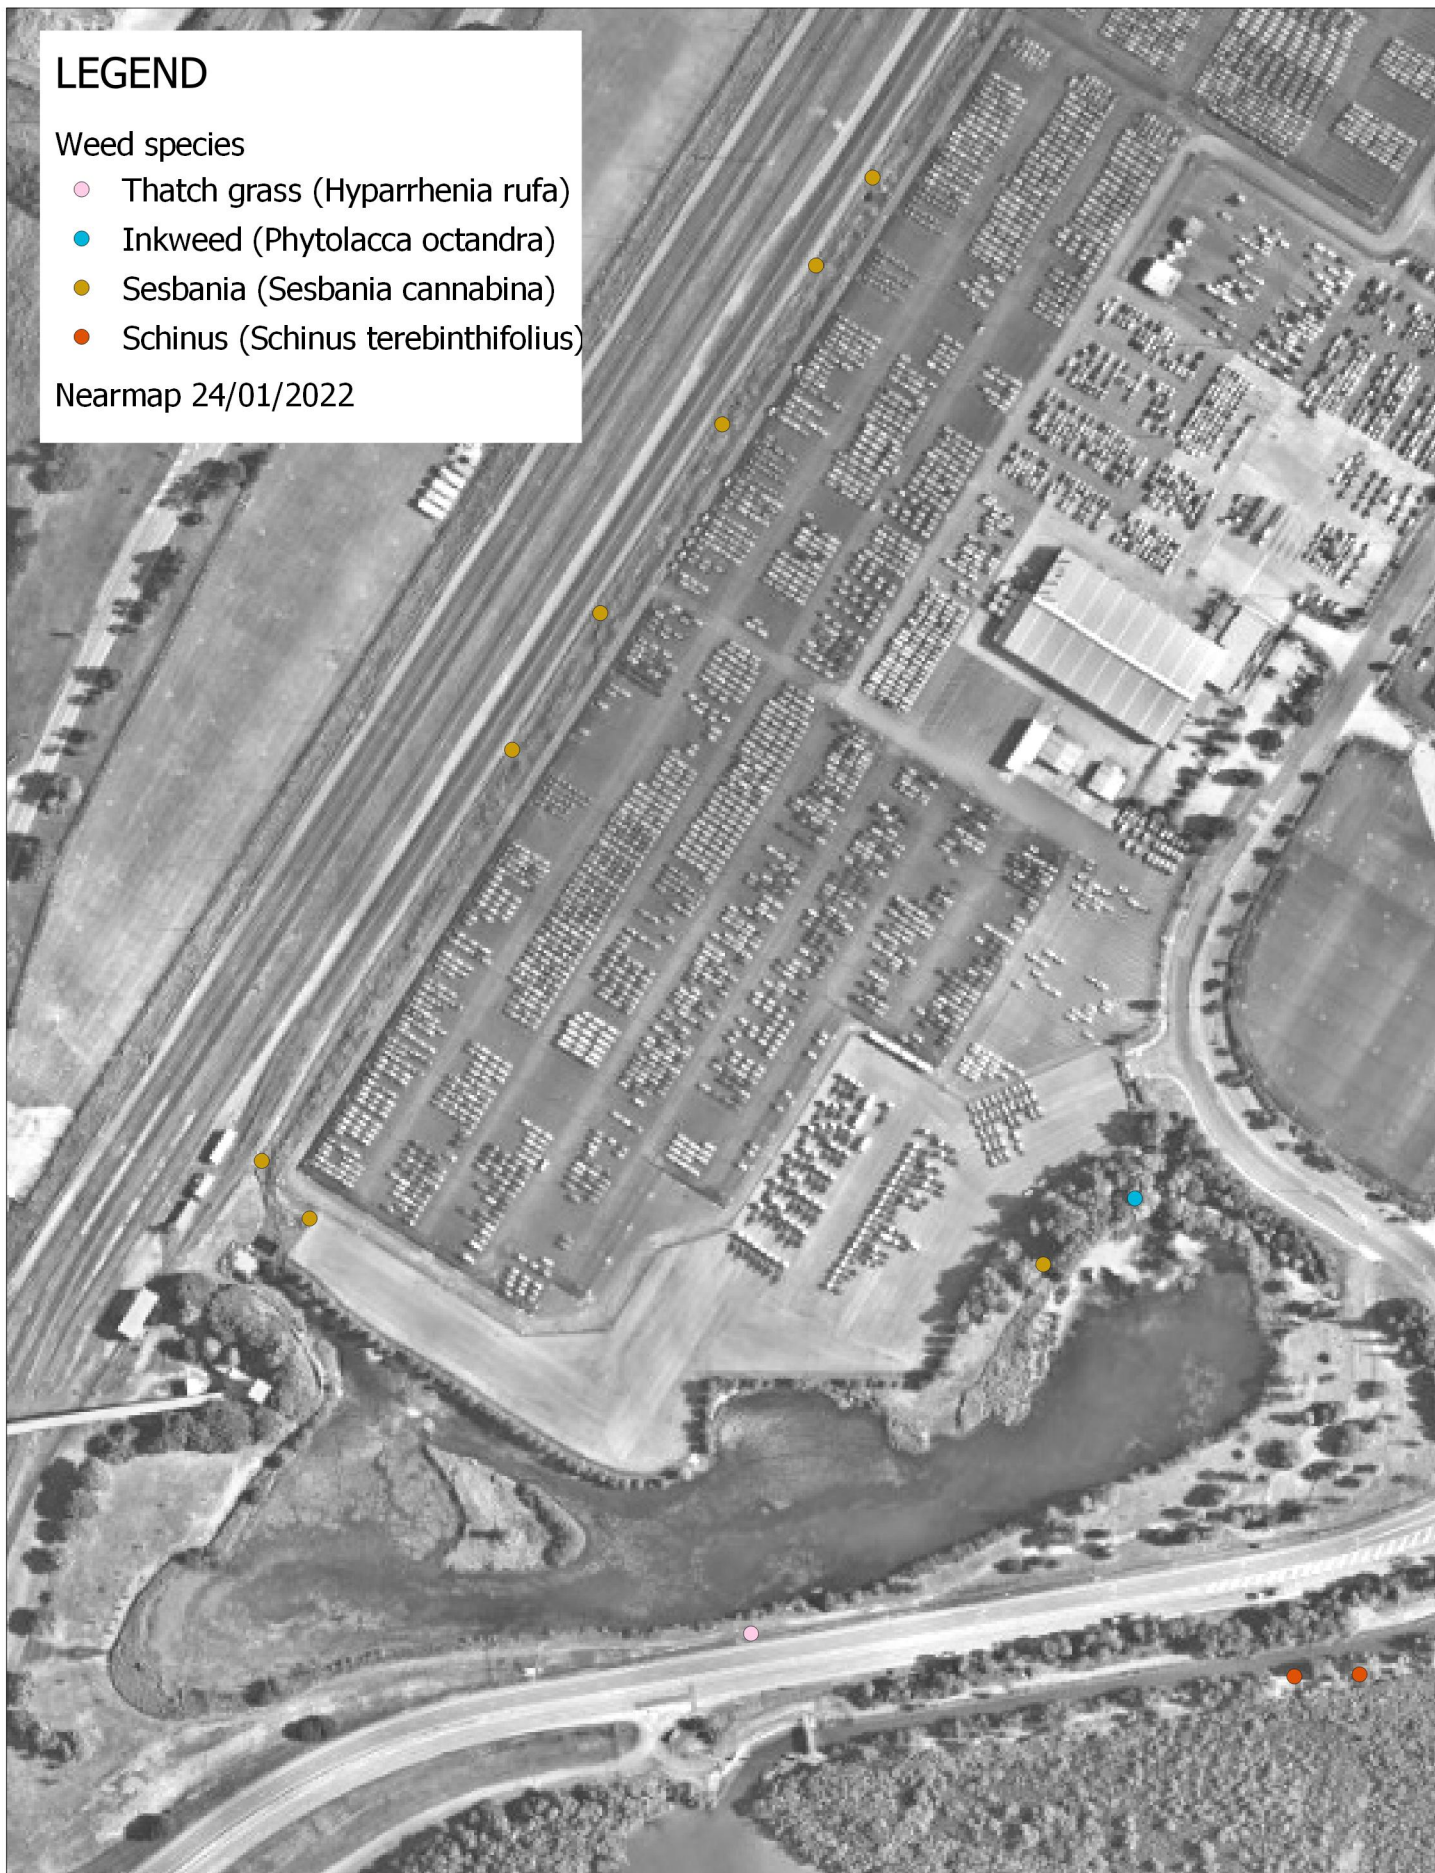 LEGEND
Weed species
Thatch grass (Hyparrhenia rufa)
Inkweed (Phytolacca octandra)
Sesbania (Sesbania cannabina)
Schinus (Schinus terebinthifolius)
Nearmap 24/01/2022